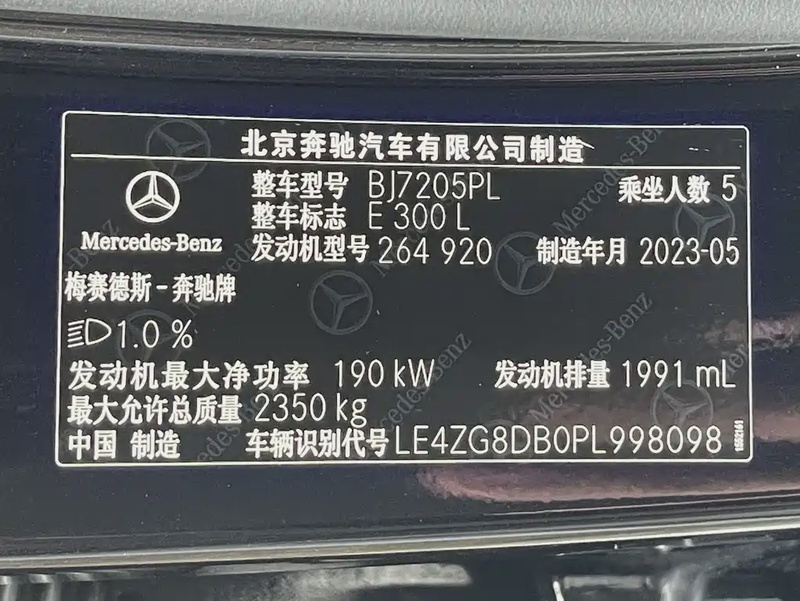 北京奔驰汽车有限公司制造
整车型号 BJ7205PL 乘坐人数 5
整车标志 E 300 L
Mercedes-Benz 发动机型号 264 920 制造年月 2023-05
梅赛德斯-奔驰牌
1.0 %
发动机最大净功率 190 kW 发动机排量 1991 mL
最大允许总质量 2350 kg
中国 制造 车辆识别代号 LE4ZG8DB0PL998098